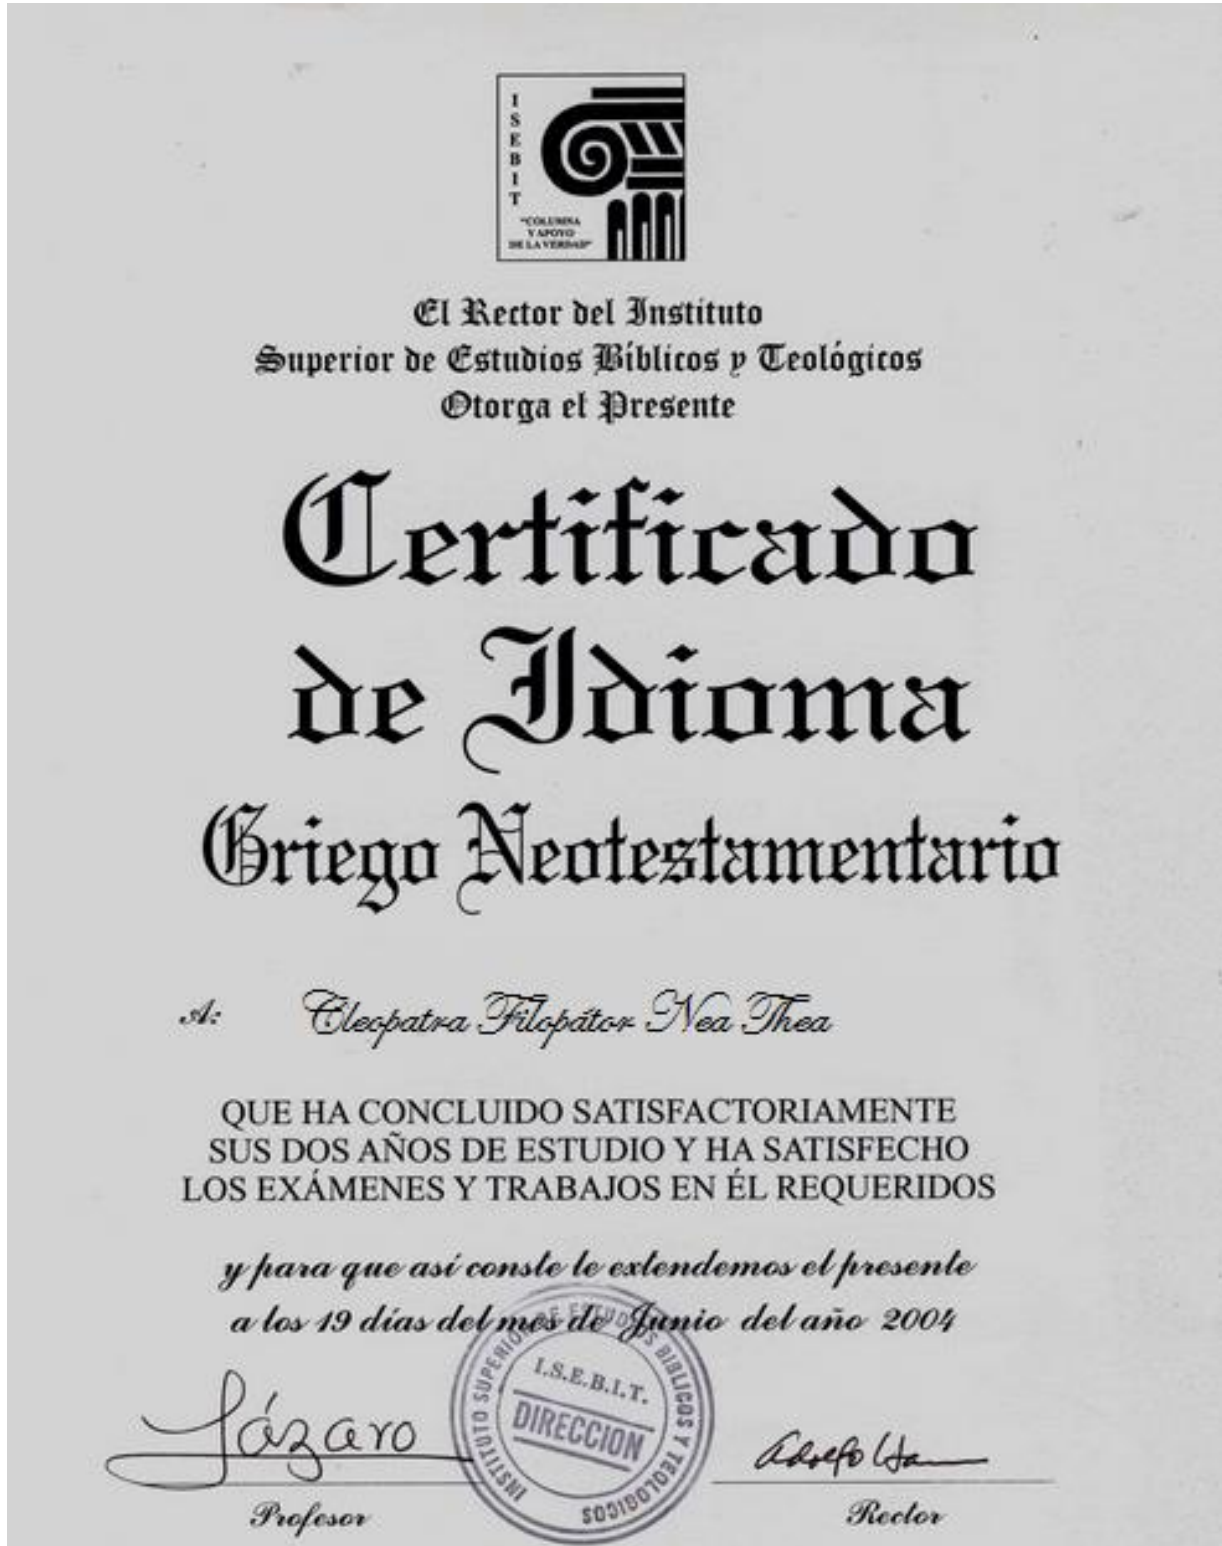 ISEBIT
"COLUMNA
Y APOYO
DE LA VERDAD"
El Rector del Instituto
Superior de Estudios Bíblicos y Teológicos
Otorga el Presente
Certificado
de Idioma
Griego Neotestamentario
A: Cleopatra Filopátor Nea Thea
QUE HA CONCLUIDO SATISFACTORIAMENTE
SUS DOS AÑOS DE ESTUDIO Y HA SATISFECHO
LOS EXÁMENES Y TRABAJOS EN ÉL REQUERIDOS
y para que así conste le extendemos el presente
a los 19 días del mes de Junio del año 2004
INSTITUTO SUPERIOR DE ESTUDIOS BIBLICOS Y TEOLOGICOS
I.S.E.B.I.T.
DIRECCION
Lázaro
Adolfo
Profesor
Rector